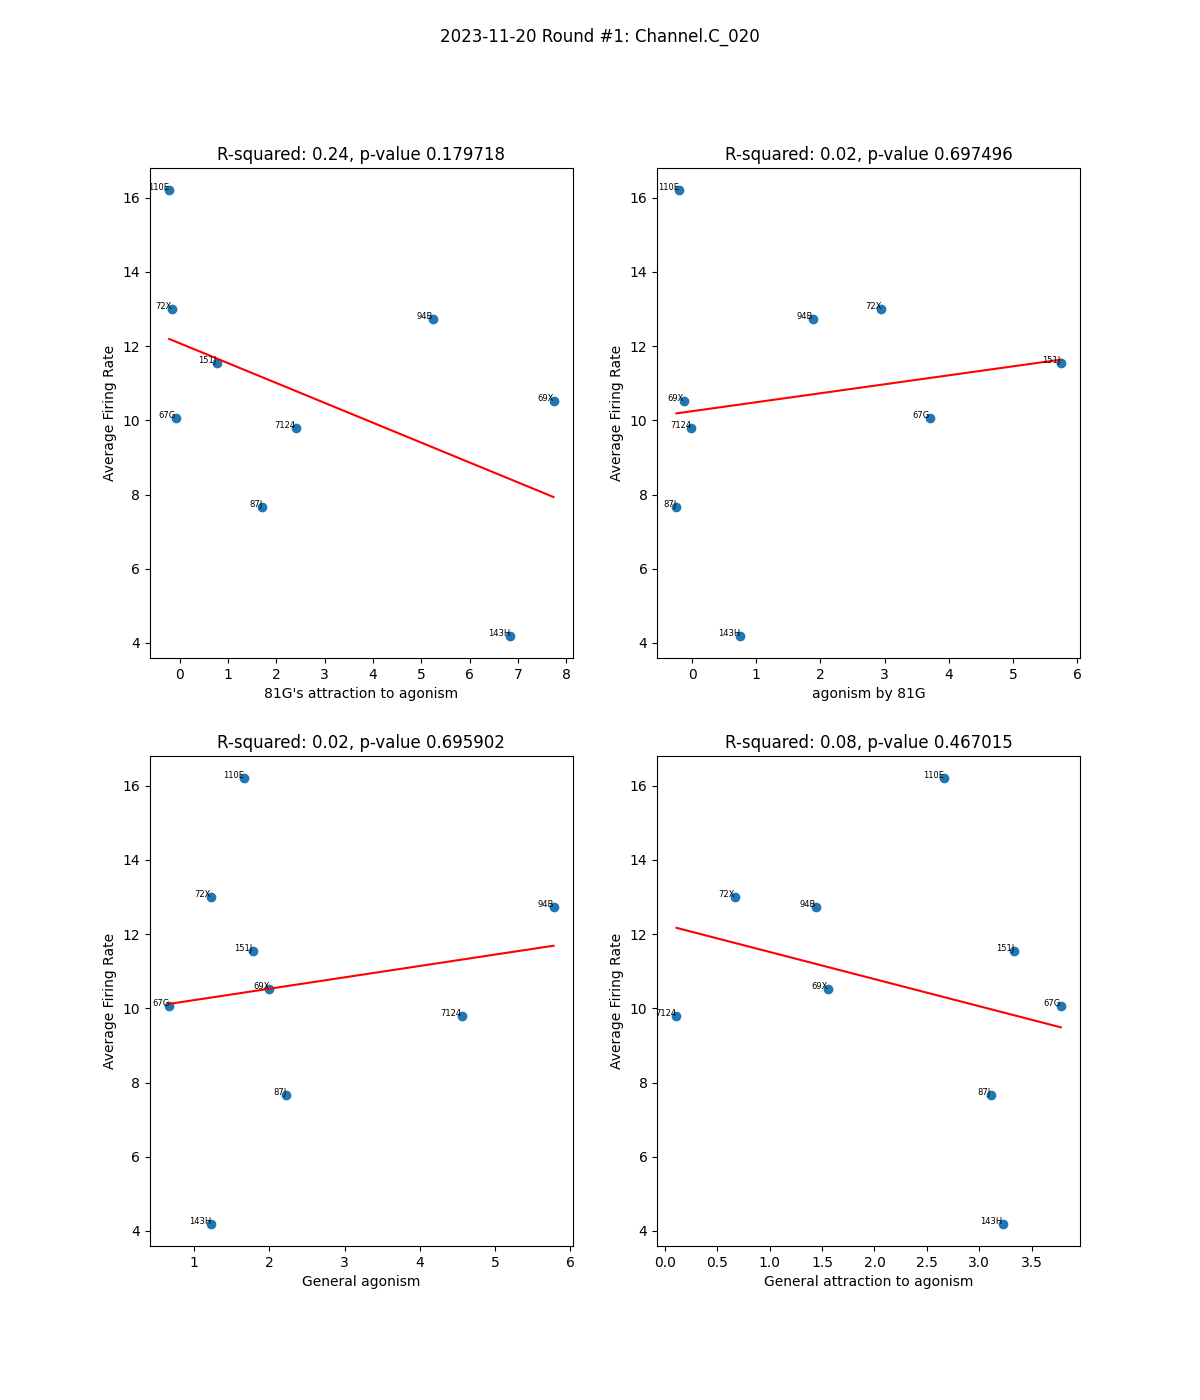 2023-11-20 Round #1: Channel.C_020
R-squared: 0.24, p-value 0.179718
Average Firing Rate
16
14
12
10
8
6
4
110E
72X
94B
151J
69X
67G
7124
87J
143H
0 1 2 3 4 5 6 7 8
81G's attraction to agonism
R-squared: 0.02, p-value 0.697496
Average Firing Rate
16
14
12
10
8
6
4
110E
72X
94B
151J
69X
67G
7124
87J
143H
0 1 2 3 4 5 6
agonism by 81G
R-squared: 0.02, p-value 0.695902
Average Firing Rate
16
14
12
10
8
6
4
110E
72X
94B
151J
69X
67G
7124
87J
143H
1 2 3 4 5 6
General agonism
R-squared: 0.08, p-value 0.467015
Average Firing Rate
16
14
12
10
8
6
4
110E
72X
94B
151J
69X
67G
7124
87J
143H
0.0 0.5 1.0 1.5 2.0 2.5 3.0 3.5
General attraction to agonism